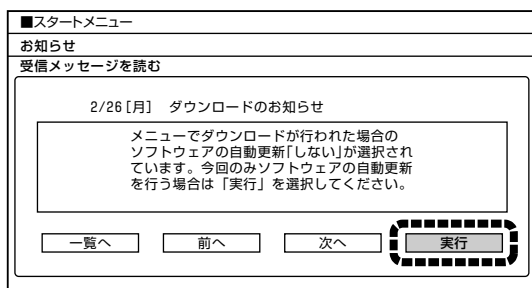 ■スタートメニュー
お知らせ
受信メッセージを読む
2/26[月] ダウンロードのお知らせ
メニューでダウンロードが行われた場合の
ソフトウェアの自動更新｢しない｣が選択され
ています。今回のみソフトウェアの自動更新
を行う場合は「実行」を選択してください。
一覧へ 前へ 次へ 実行